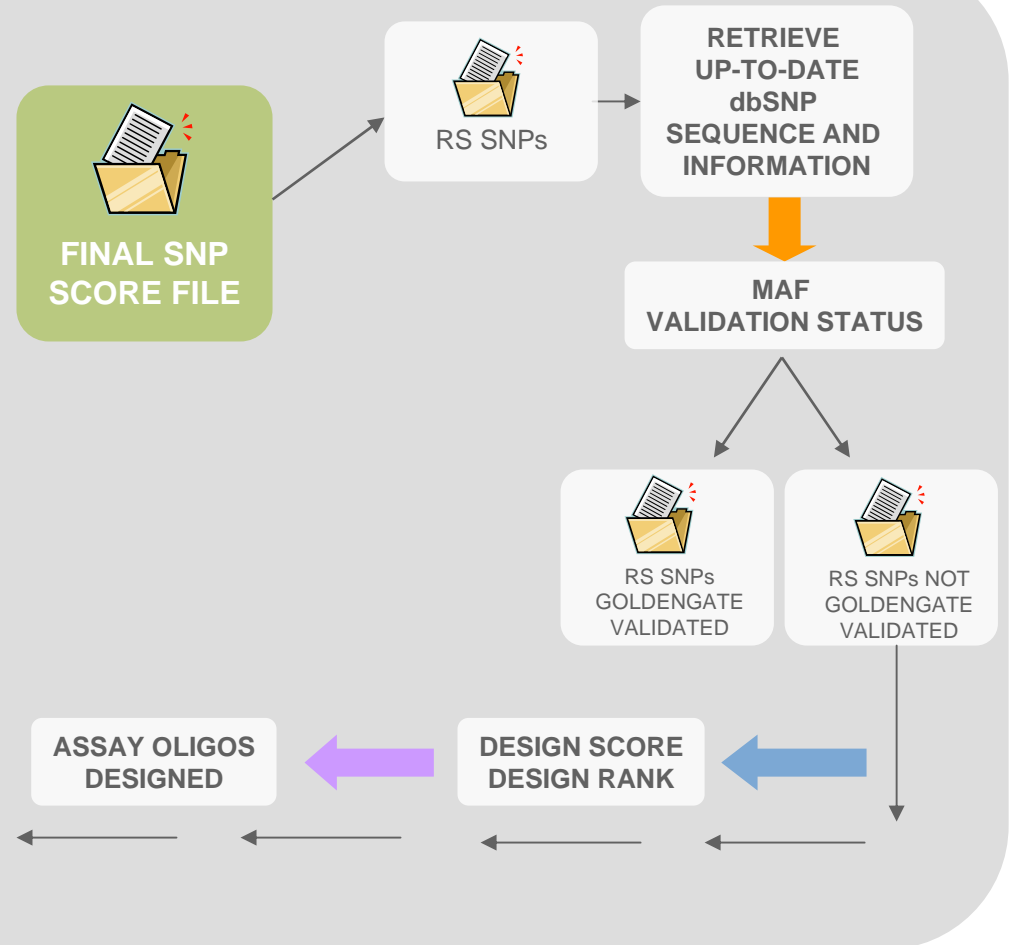 FINAL SNP
SCORE FILE
RS SNPs
RETRIEVE
UP-TO-DATE
dbSNP
SEQUENCE AND
INFORMATION
MAF
VALIDATION STATUS
RS SNPs
GOLDENGATE
VALIDATED
RS SNPs NOT
GOLDENGATE
VALIDATED
DESIGN SCORE
DESIGN RANK
ASSAY OLIGOS
DESIGNED